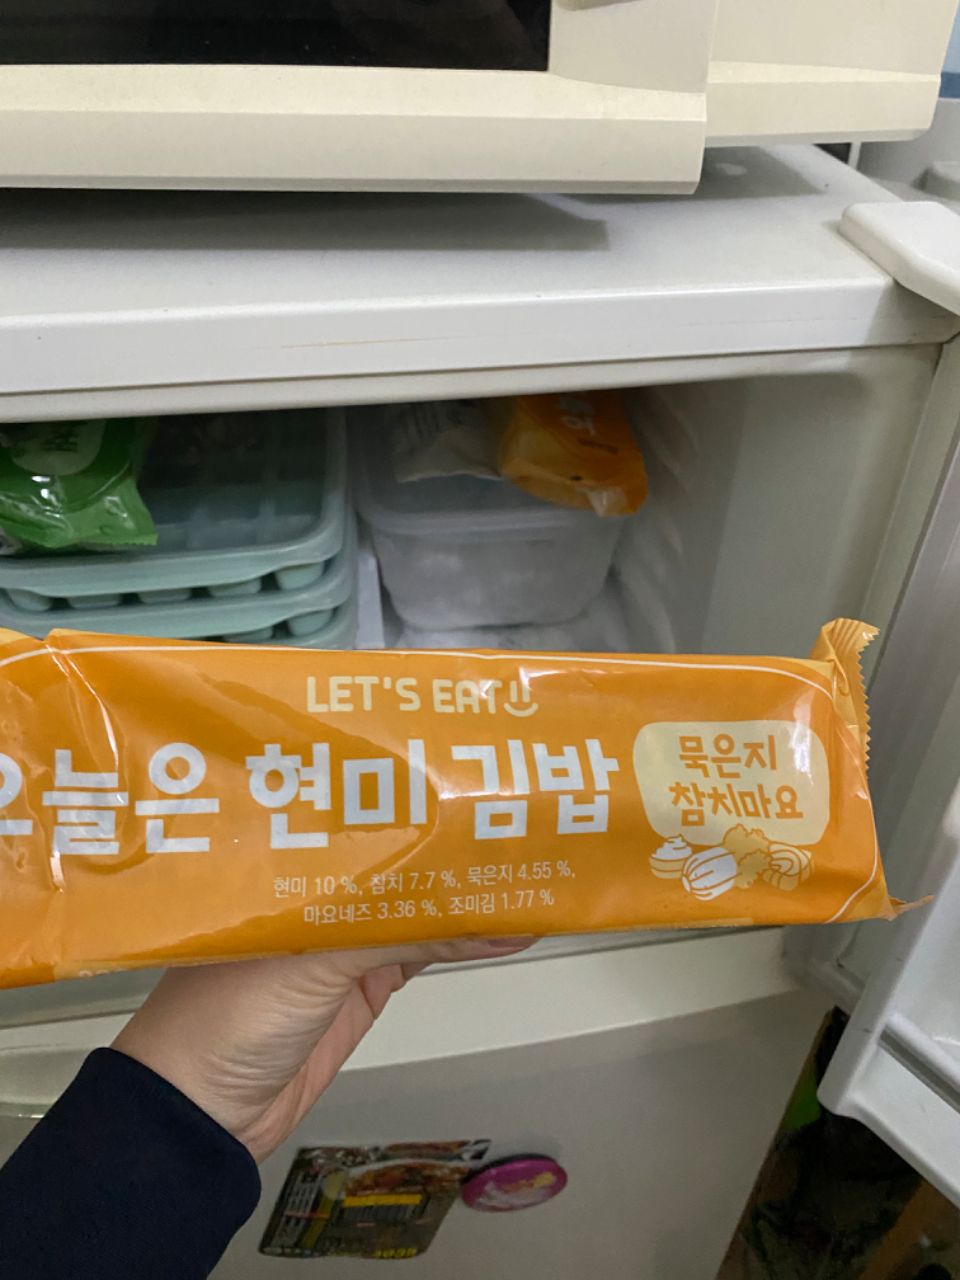 LET'S EAT
오늘은 현미 김밥
묵은지
참치마요
현미 10 %, 참치 7.7 %, 묵은지 4.55 %,
마요네즈 3.36 %, 조미김 1.77 %